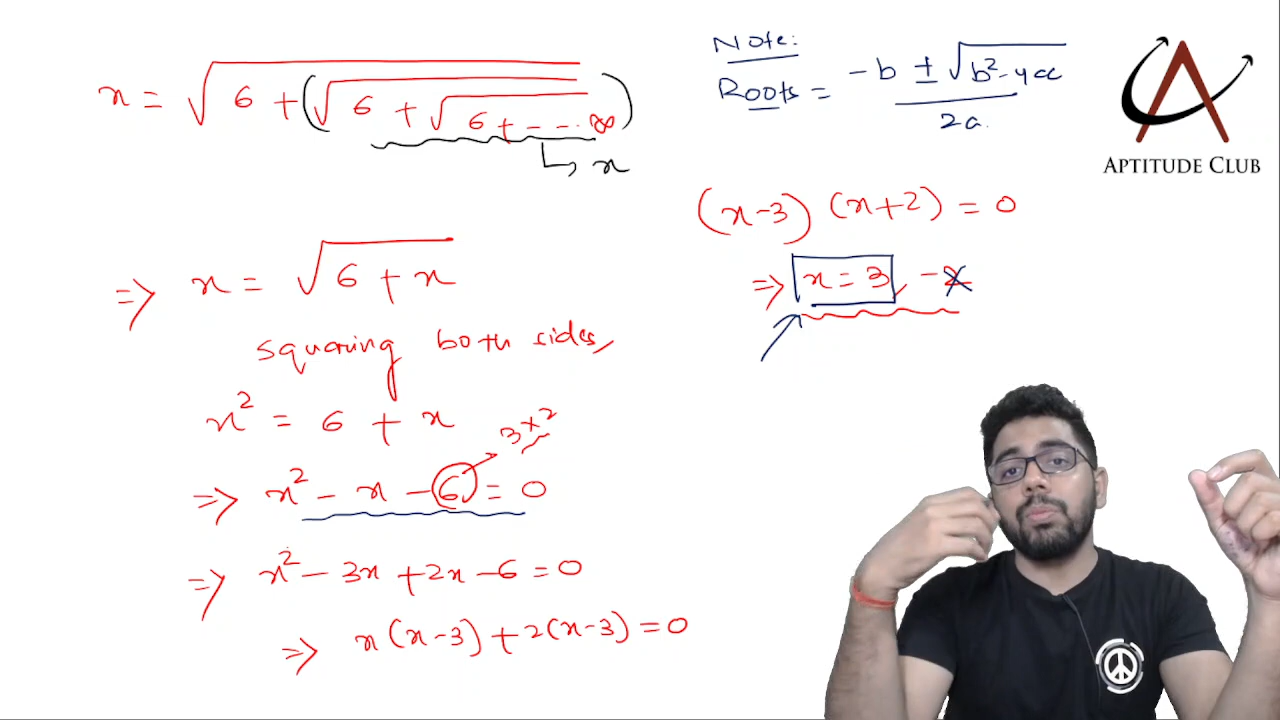 x = √(6 + (√(6 + √(6 + - - .. ∞)
→ x
⇒ x = √(6 + x)
squaring both sides,
x² = 6 + x
3×2
⇒ x² - x - 6 = 0
⇒ x² - 3x + 2x - 6 = 0
⇒ x(x-3) + 2(x-3) = 0
Note:
Roots = (-b ± √(b²-4ac)) / 2a.
(x-3) (x+2) = 0
⇒ x = 3, -2
APTITUDE CLUB